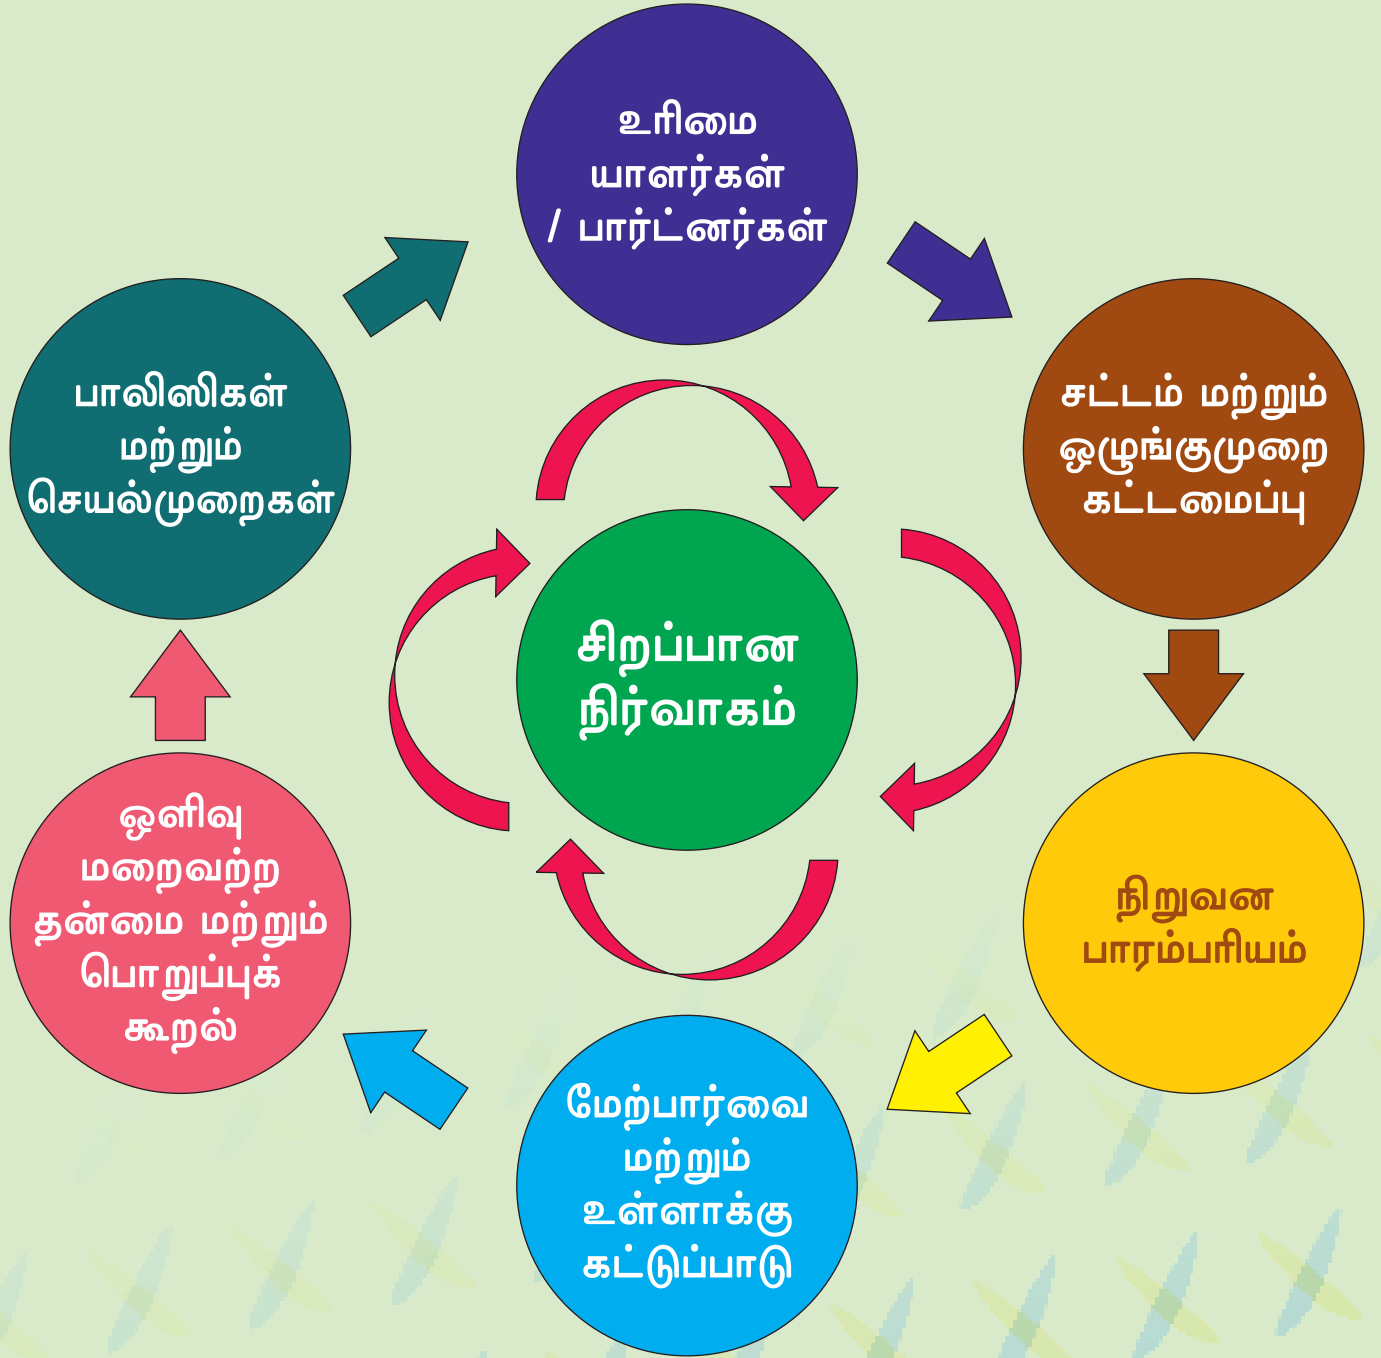 உரிமை
யாளர்கள்
/ பார்ட்னர்கள்
சட்டம் மற்றும்
ஒழுங்குமுறை
கட்டமைப்பு
நிறுவன
பாரம்பரியம்
மேற்பார்வை
மற்றும்
உள்ளாக்கு
கட்டுப்பாடு
ஒளிவு
மறைவற்ற
தன்மை மற்றும்
பொறுப்புக்
கூறல்
பாலிஸிகள்
மற்றும்
செயல்முறைகள்
சிறப்பான
நிர்வாகம்